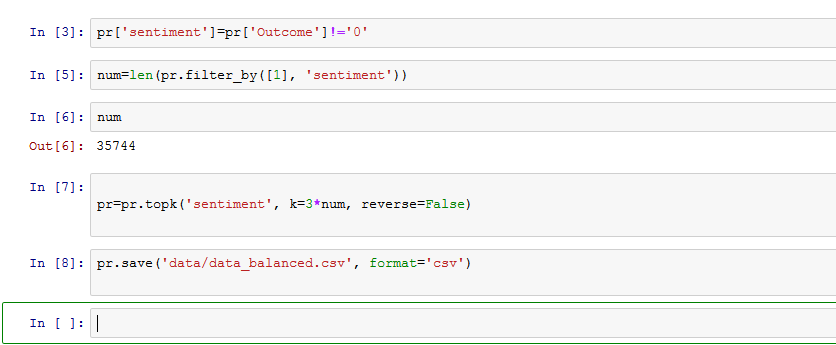 In [3]: pr['sentiment']=pr['Outcome']!='0'
In [5]: num=len(pr.filter_by([1], 'sentiment'))
In [6]: num
Out[6]: 35744
In [7]:
pr=pr.topk('sentiment', k=3*num, reverse=False)
In [8]: pr.save('data/data_balanced.csv', format='csv')
In [ ]: